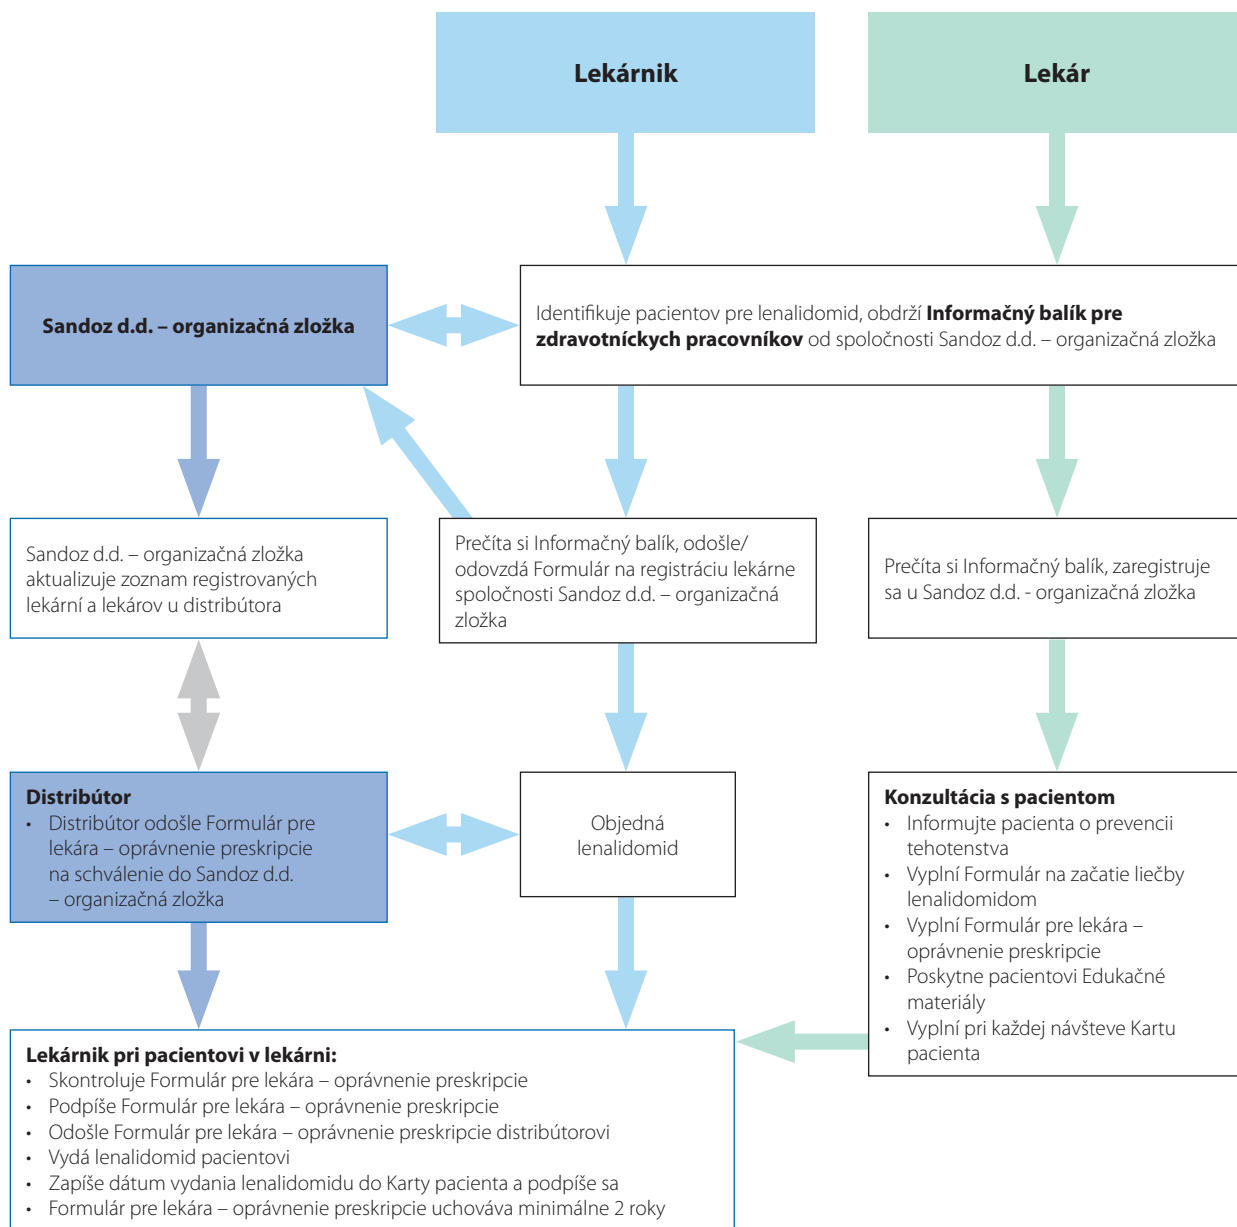 Lekárnik
Lekár
Sandoz d.d. – organizačná zložka
Identifikuje pacientov pre lenalidomid, obdrží Informačný balík pre
zdravotníckych pracovníkov od spoločnosti Sandoz d.d. – organizačná zložka
Sandoz d.d. – organizačná zložka
aktualizuje zoznam registrovaných
lekární a lekárov u distribútora
Prečíta si Informačný balík, odošle/
odovzdá Formulár na registráciu lekárne
spoločnosti Sandoz d.d. – organizačná
zložka
Prečíta si Informačný balík, zaregistruje
sa u Sandoz d.d. - organizačná zložka
Distribútor
• Distribútor odošle Formulár pre
lekára – oprávnenie preskripcie
na schválenie do Sandoz d.d.
– organizačná zložka
Objedná
lenalidomid
Konzultácia s pacientom
• Informujte pacienta o prevencii
tehotenstva
• Vyplní Formulár na začatie liečby
lenalidomidom
• Vyplní Formulár pre lekára –
oprávnenie preskripcie
• Poskytne pacientovi Edukačné
materiály
• Vyplní pri každej návšteve Kartu
pacienta
Lekárnik pri pacientovi v lekárni:
• Skontroluje Formulár pre lekára – oprávnenie preskripcie
• Podpíše Formulár pre lekára – oprávnenie preskripcie
• Odošle Formulár pre lekára – oprávnenie preskripcie distribútorovi
• Vydá lenalidomid pacientovi
• Zapíše dátum vydania lenalidomidu do Karty pacienta a podpíše sa
• Formulár pre lekára – oprávnenie preskripcie uchováva minimálne 2 roky